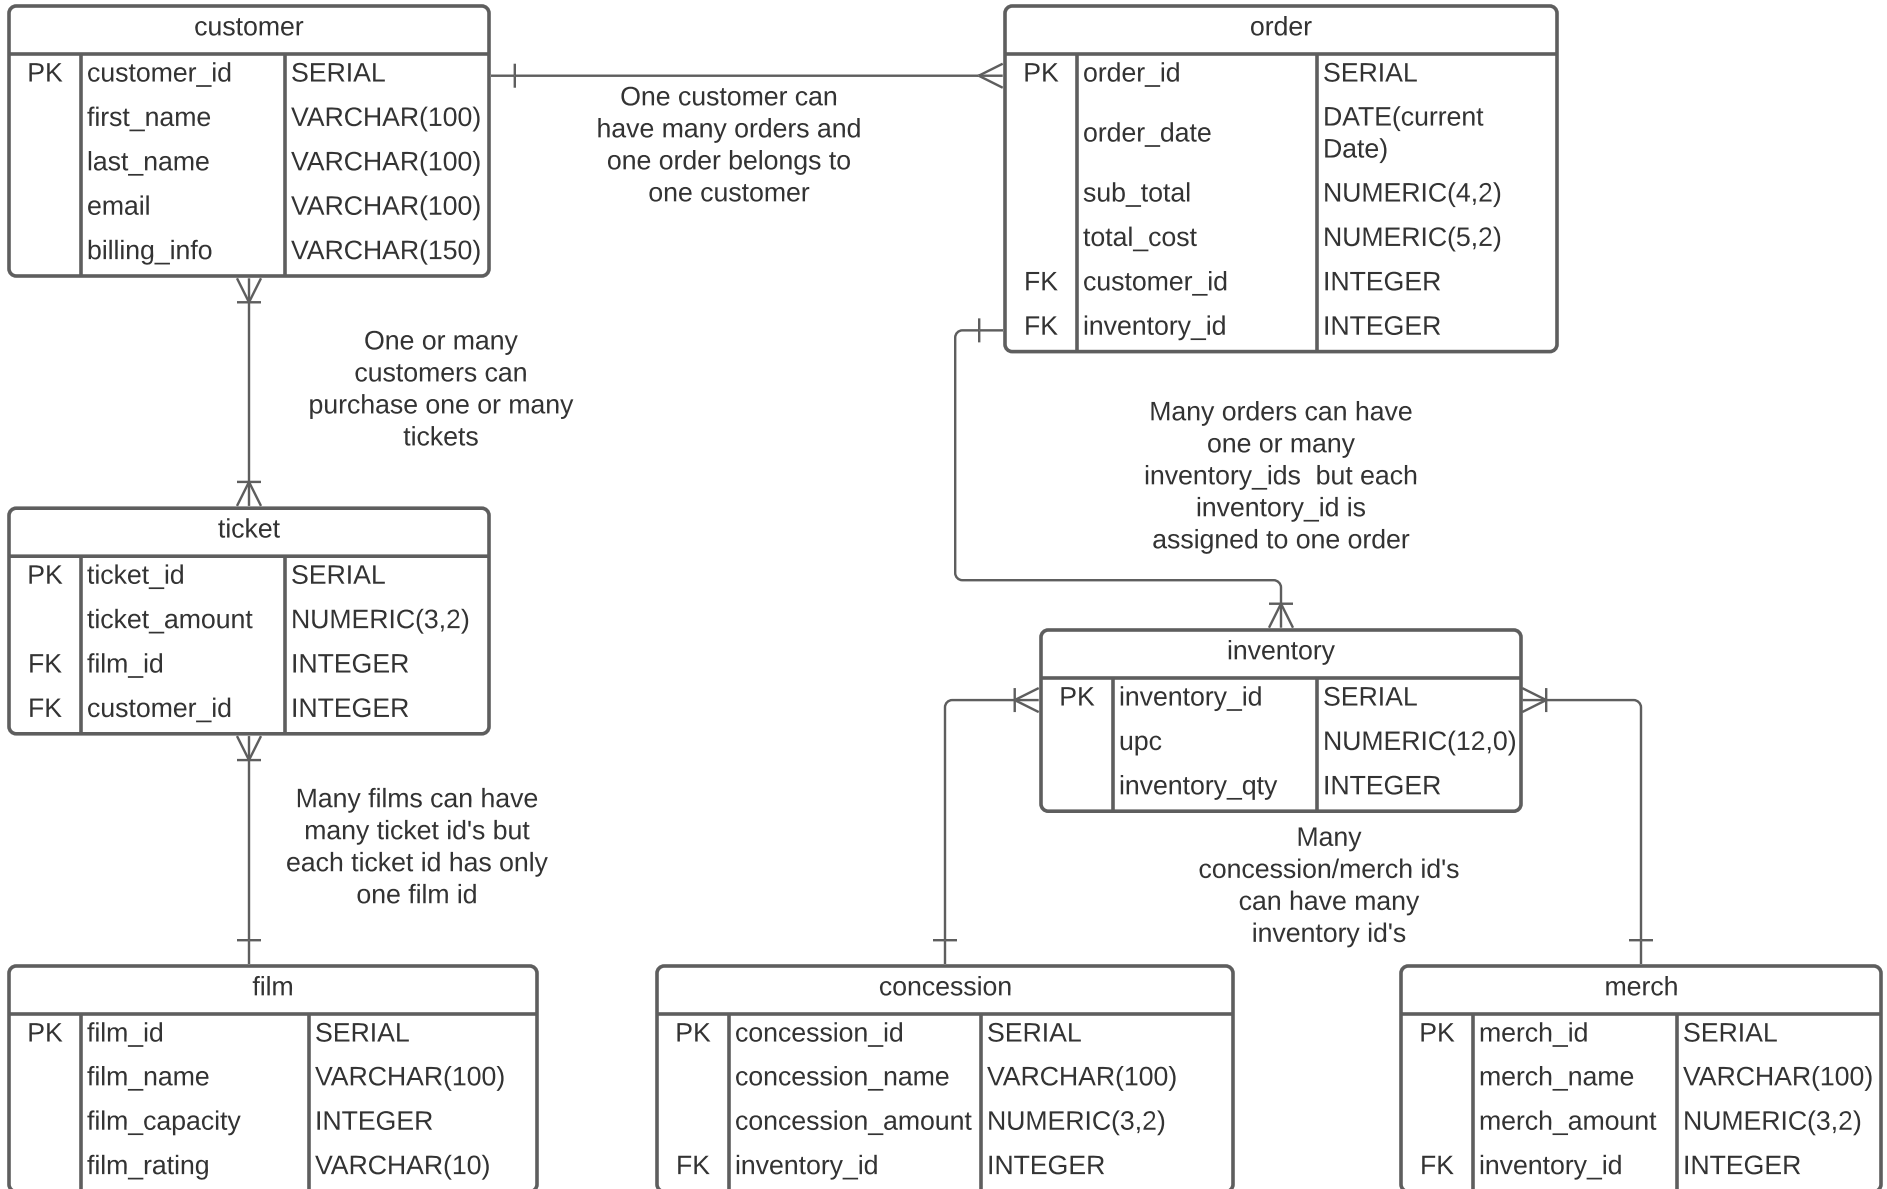 customer
PK customer_id SERIAL
first_name VARCHAR(100)
last_name VARCHAR(100)
email VARCHAR(100)
billing_info VARCHAR(150)
One customer can
have many orders and
one order belongs to
one customer
order
PK order_id SERIAL
order_date DATE(current
Date)
sub_total NUMERIC(4,2)
total_cost NUMERIC(5,2)
FK customer_id INTEGER
FK inventory_id INTEGER
One or many
customers can
purchase one or many
tickets
Many orders can have
one or many
inventory_ids  but each
inventory_id is
assigned to one order
ticket
PK ticket_id SERIAL
ticket_amount NUMERIC(3,2)
FK film_id INTEGER
FK customer_id INTEGER
inventory
PK inventory_id SERIAL
upc NUMERIC(12,0)
inventory_qty INTEGER
Many films can have
many ticket id's but
each ticket id has only
one film id
Many
concession/merch id's
can have many
inventory id's
film
PK film_id SERIAL
film_name VARCHAR(100)
film_capacity INTEGER
film_rating VARCHAR(10)
concession
PK concession_id SERIAL
concession_name VARCHAR(100)
concession_amount NUMERIC(3,2)
FK inventory_id INTEGER
merch
PK merch_id SERIAL
merch_name VARCHAR(100)
merch_amount NUMERIC(3,2)
FK inventory_id INTEGER